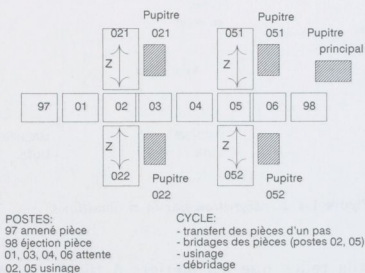 Pupitre
021
Pupitre
051
Pupitre
principal
021
051
Z
Z
97
01
02
03
04
05
06
98
Z
Z
022
052
Pupitre
022
Pupitre
052
POSTES:
97 amené pièce
98 éjection pièce
01, 03, 04, 06 attente
02, 05 usinage
CYCLE:
- transfert des pièces d'un pas
- bridages des pièces (postes 02, 05)
- usinage
- débridage